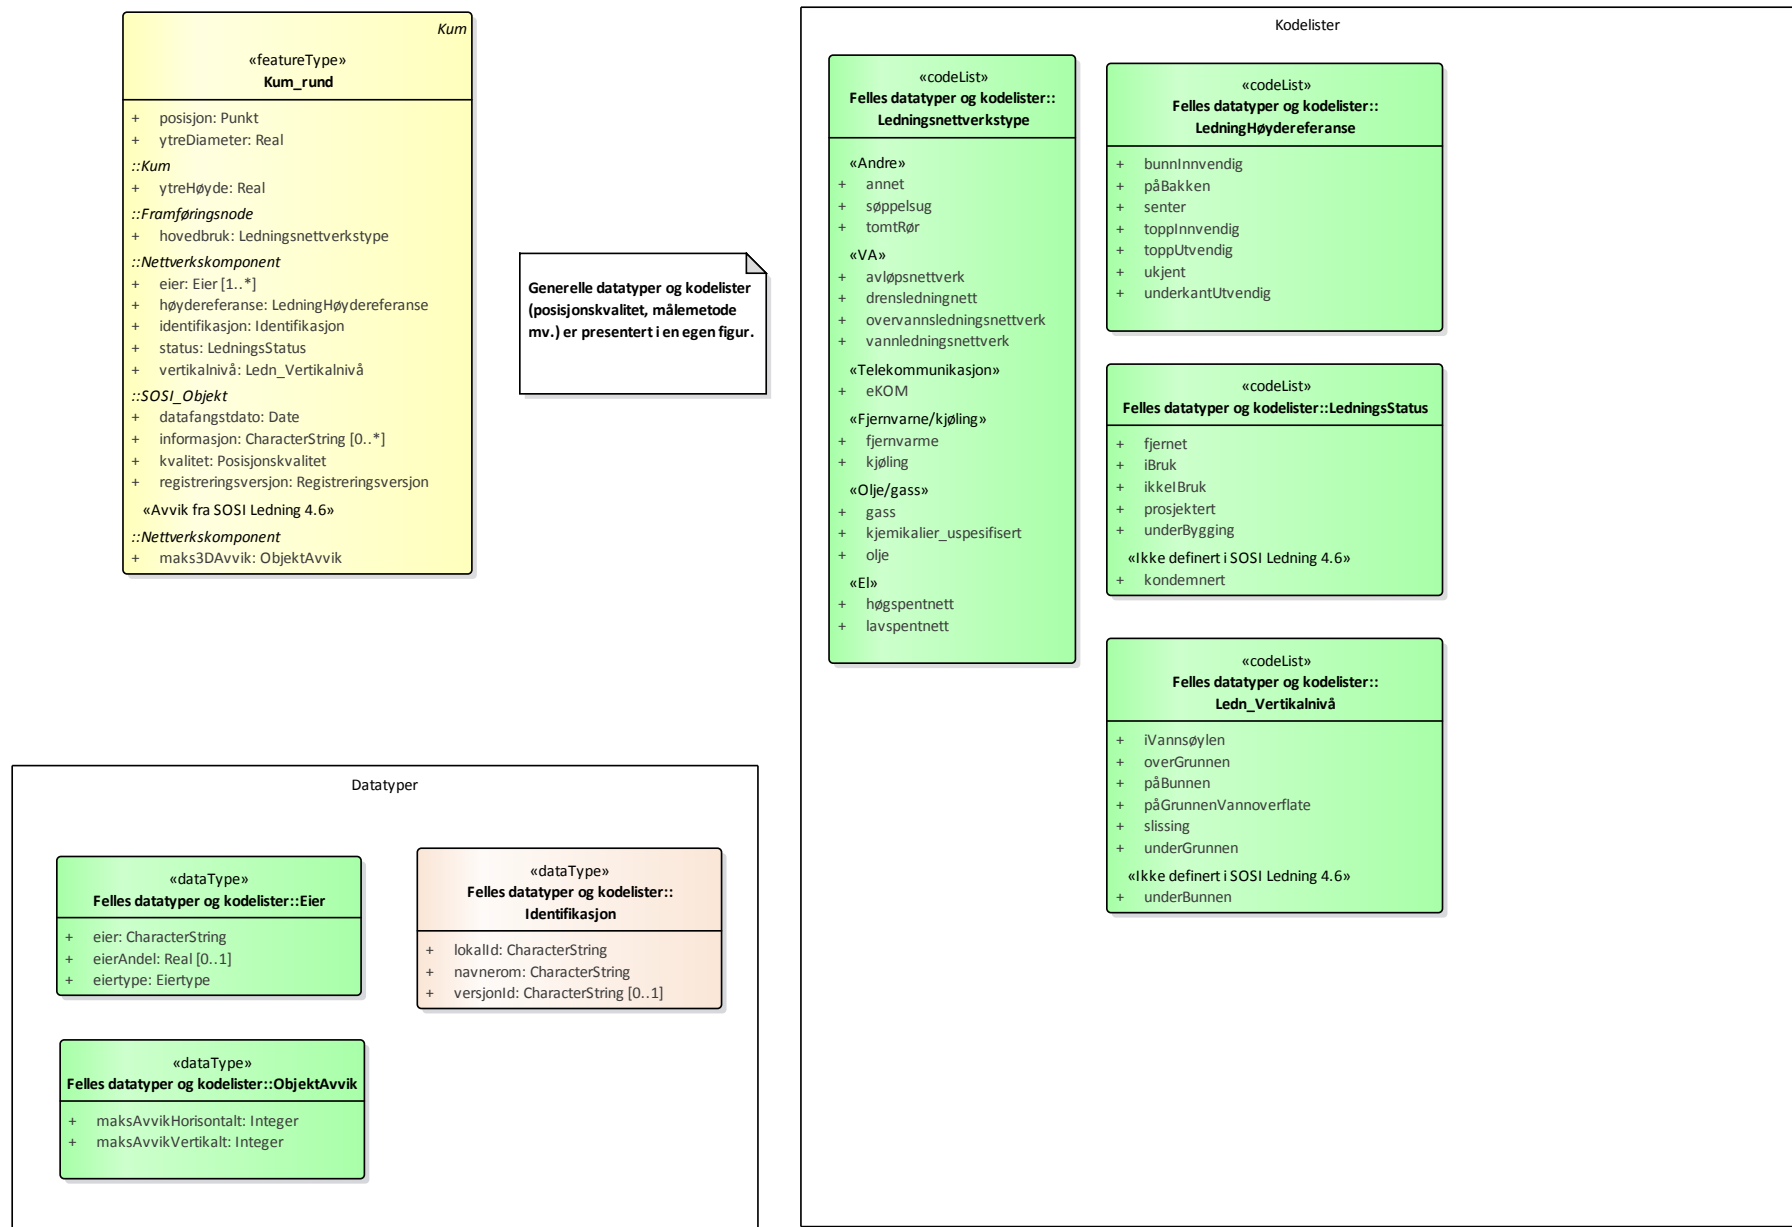 Kum
«featureType»
Kum_rund
+ posisjon: Punkt
+ ytreDiameter: Real
::Kum
+ ytreHøyde: Real
::Framføringsnode
+ hovedbruk: Ledningsnettverkstype
::Nettverkskomponent
+ eier: Eier [1..*]
+ høydereferanse: LedningHøydereferanse
+ identifikasjon: Identifikasjon
+ status: LedningsStatus
+ vertikalnivå: Ledn_Vertikalnivå
::SOSI_Objekt
+ datafangstdato: Date
+ informasjon: CharacterString [0..*]
+ kvalitet: Posisjonskvalitet
+ registreringsversjon: Registreringsversjon
«Avvik fra SOSI Ledning 4.6»
::Nettverkskomponent
+ maks3DAvvik: ObjektAvvik
Generelle datatyper og kodelister
(posisjonskvalitet, målemetode
mv.) er presentert i en egen figur.
Kodelister
«codeList»
Felles datatyper og kodelister::
Ledningsnettverkstype
«Andre»
+ annet
+ søppelsug
+ tomtRør
«VA»
+ avløpsnettverk
+ drensledningnett
+ overvannsledningsnettverk
+ vannledningsnettverk
«Telekommunikasjon»
+ eKOM
«Fjernvarne/kjøling»
+ fjernvarme
+ kjøling
«Olje/gass»
+ gass
+ kjemikalier_uspesifisert
+ olje
«El»
+ høgspentnett
+ lavspentnett
«codeList»
Felles datatyper og kodelister::
LedningHøydereferanse
+ bunnInnvendig
+ påBakken
+ senter
+ toppInnvendig
+ toppUtvendig
+ ukjent
+ underkantUtvendig
«codeList»
Felles datatyper og kodelister::LedningsStatus
+ fjernet
+ iBruk
+ ikkeIBruk
+ prosjektert
+ underBygging
«Ikke definert i SOSI Ledning 4.6»
+ kondemnert
«codeList»
Felles datatyper og kodelister::
Ledn_Vertikalnivå
+ iVannsøylen
+ overGrunnen
+ påBunnen
+ påGrunnenVannoverflate
+ slissing
+ underGrunnen
«Ikke definert i SOSI Ledning 4.6»
+ underBunnen
Datatyper
«dataType»
Felles datatyper og kodelister::Eier
+ eier: CharacterString
+ eierAndel: Real [0..1]
+ eiertype: Eiertype
«dataType»
Felles datatyper og kodelister::
Identifikasjon
+ lokalId: CharacterString
+ navnerom: CharacterString
+ versjonId: CharacterString [0..1]
«dataType»
Felles datatyper og kodelister::ObjektAvvik
+ maksAvvikHorisontalt: Integer
+ maksAvvikVertikalt: Integer